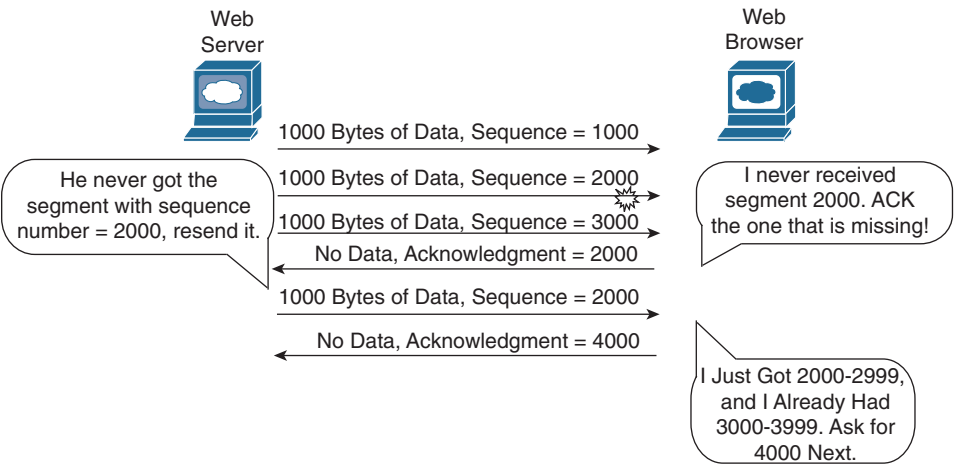 Web
Server
Web
Browser
1000 Bytes of Data, Sequence = 1000
He never got the
segment with sequence
number = 2000, resend it.
1000 Bytes of Data, Sequence = 2000
1000 Bytes of Data, Sequence = 3000
No Data, Acknowledgment = 2000
I never received
segment 2000. ACK
the one that is missing!
1000 Bytes of Data, Sequence = 2000
No Data, Acknowledgment = 4000
I Just Got 2000-2999,
and I Already Had
3000-3999. Ask for
4000 Next.